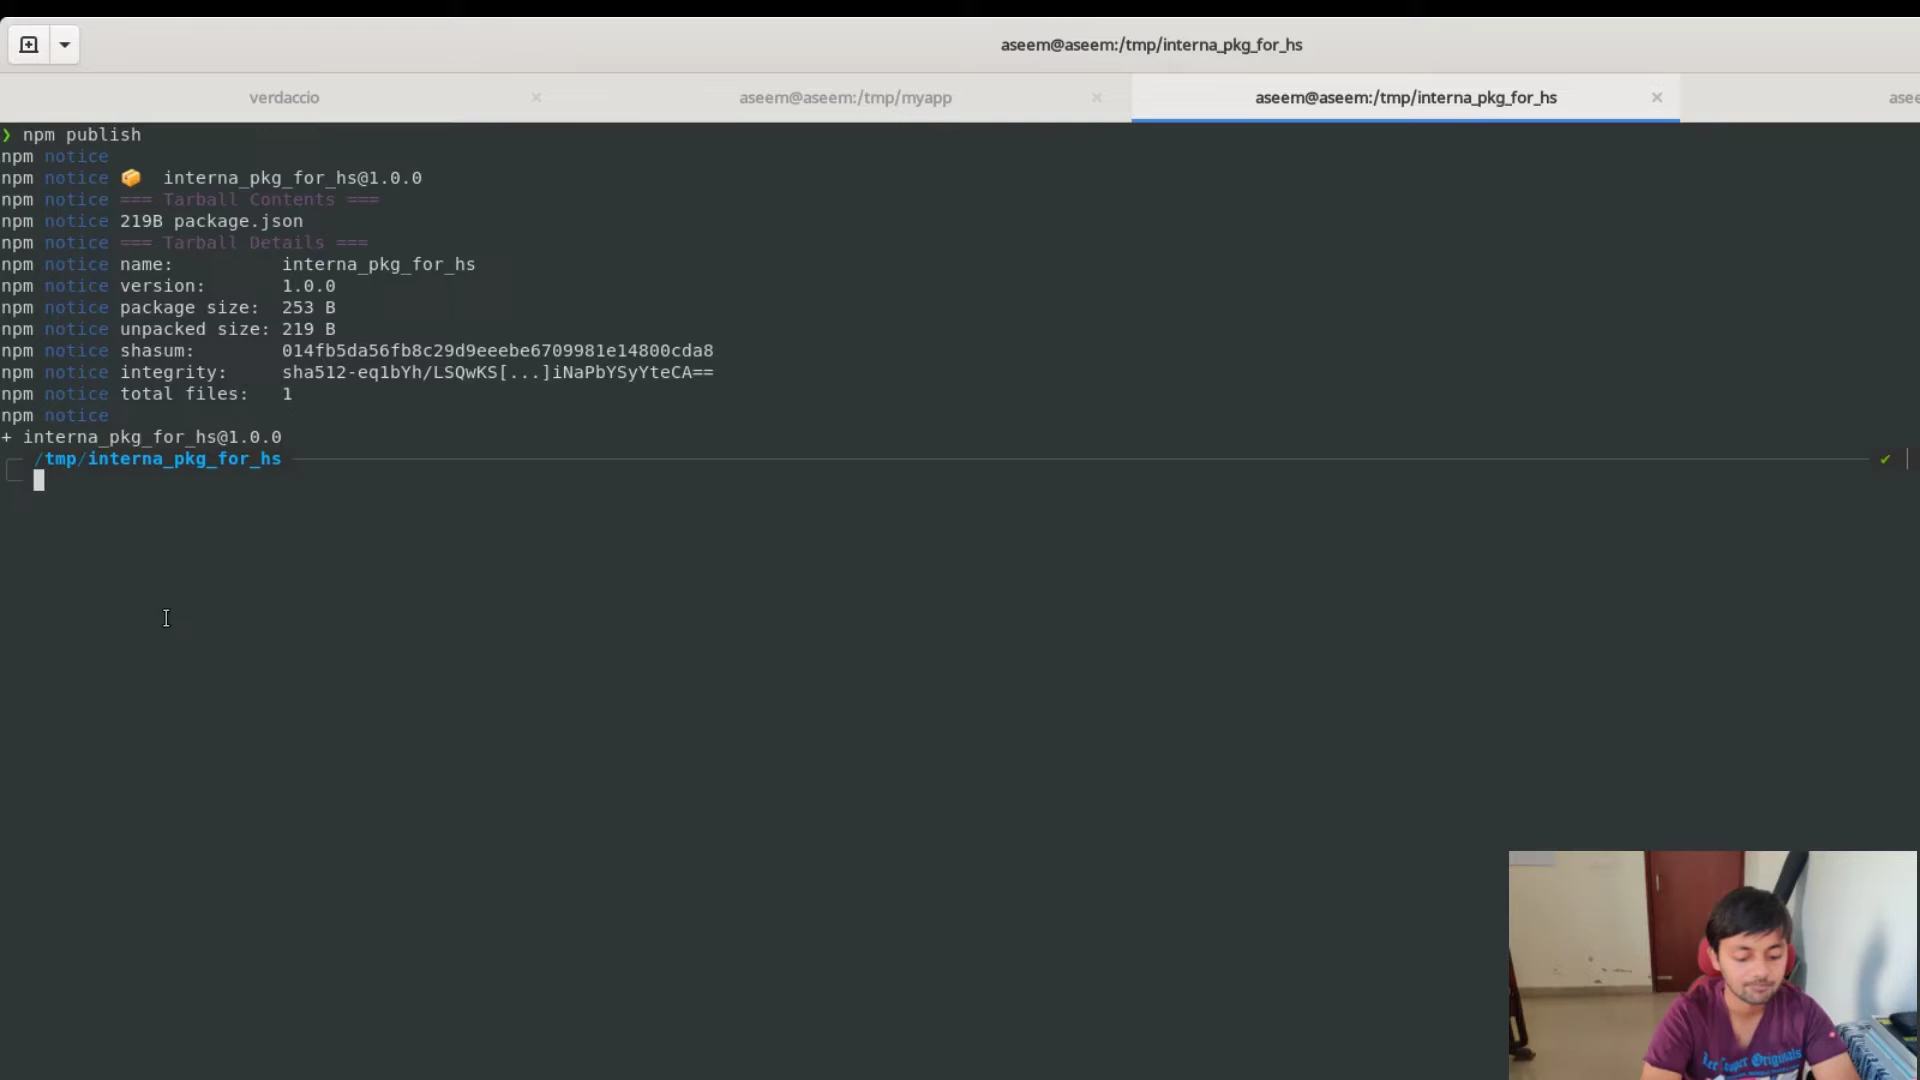 aseem@aseem:/tmp/interna_pkg_for_hs
verdaccio
aseem@aseem:/tmp/myapp
aseem@aseem:/tmp/interna_pkg_for_hs
asee
❯ npm publish
npm notice
npm notice 📦  interna_pkg_for_hs@1.0.0
npm notice === Tarball Contents ===
npm notice 219B package.json
npm notice === Tarball Details ===
npm notice name:          interna_pkg_for_hs
npm notice version:       1.0.0
npm notice package size:  253 B
npm notice unpacked size: 219 B
npm notice shasum:        014fb5da56fb8c29d9eeebe6709981e14800cda8
npm notice integrity:     sha512-eq1bYh/LSQwKS[...]iNaPbYSyYteCA==
npm notice total files:   1
npm notice
+ interna_pkg_for_hs@1.0.0
/tmp/interna_pkg_for_hs ✔
Originals